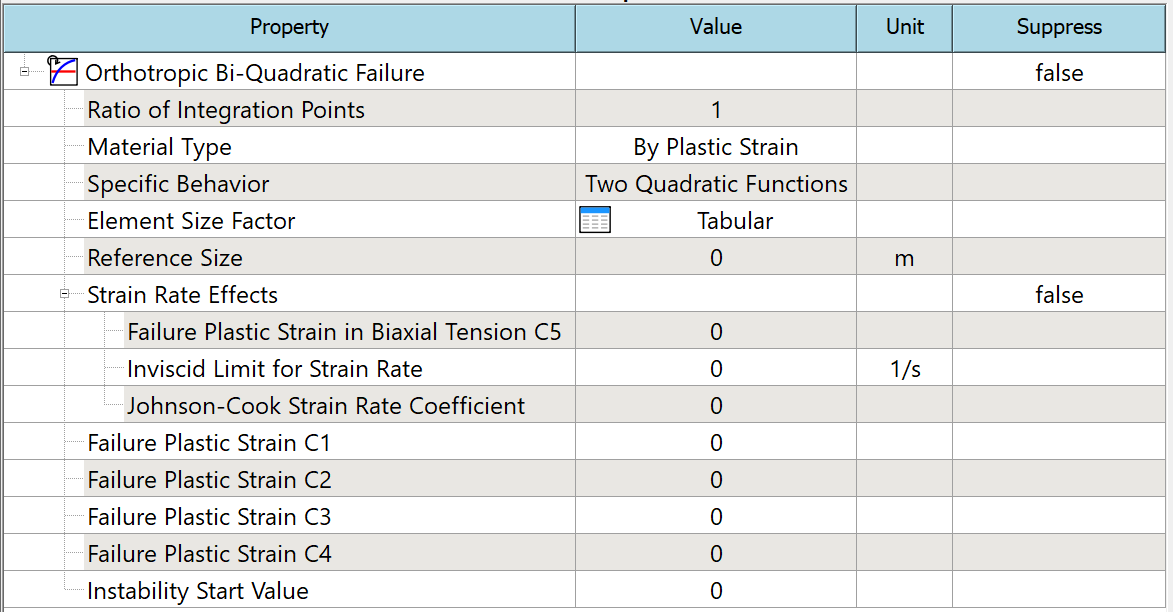 Property Value Unit Suppress
Orthotropic Bi-Quadratic Failure false
Ratio of Integration Points 1
Material Type By Plastic Strain
Specific Behavior Two Quadratic Functions
Element Size Factor Tabular
Reference Size 0 m
Strain Rate Effects false
Failure Plastic Strain in Biaxial Tension C5 0
Inviscid Limit for Strain Rate 0 1/s
Johnson-Cook Strain Rate Coefficient 0
Failure Plastic Strain C1 0
Failure Plastic Strain C2 0
Failure Plastic Strain C3 0
Failure Plastic Strain C4 0
Instability Start Value 0